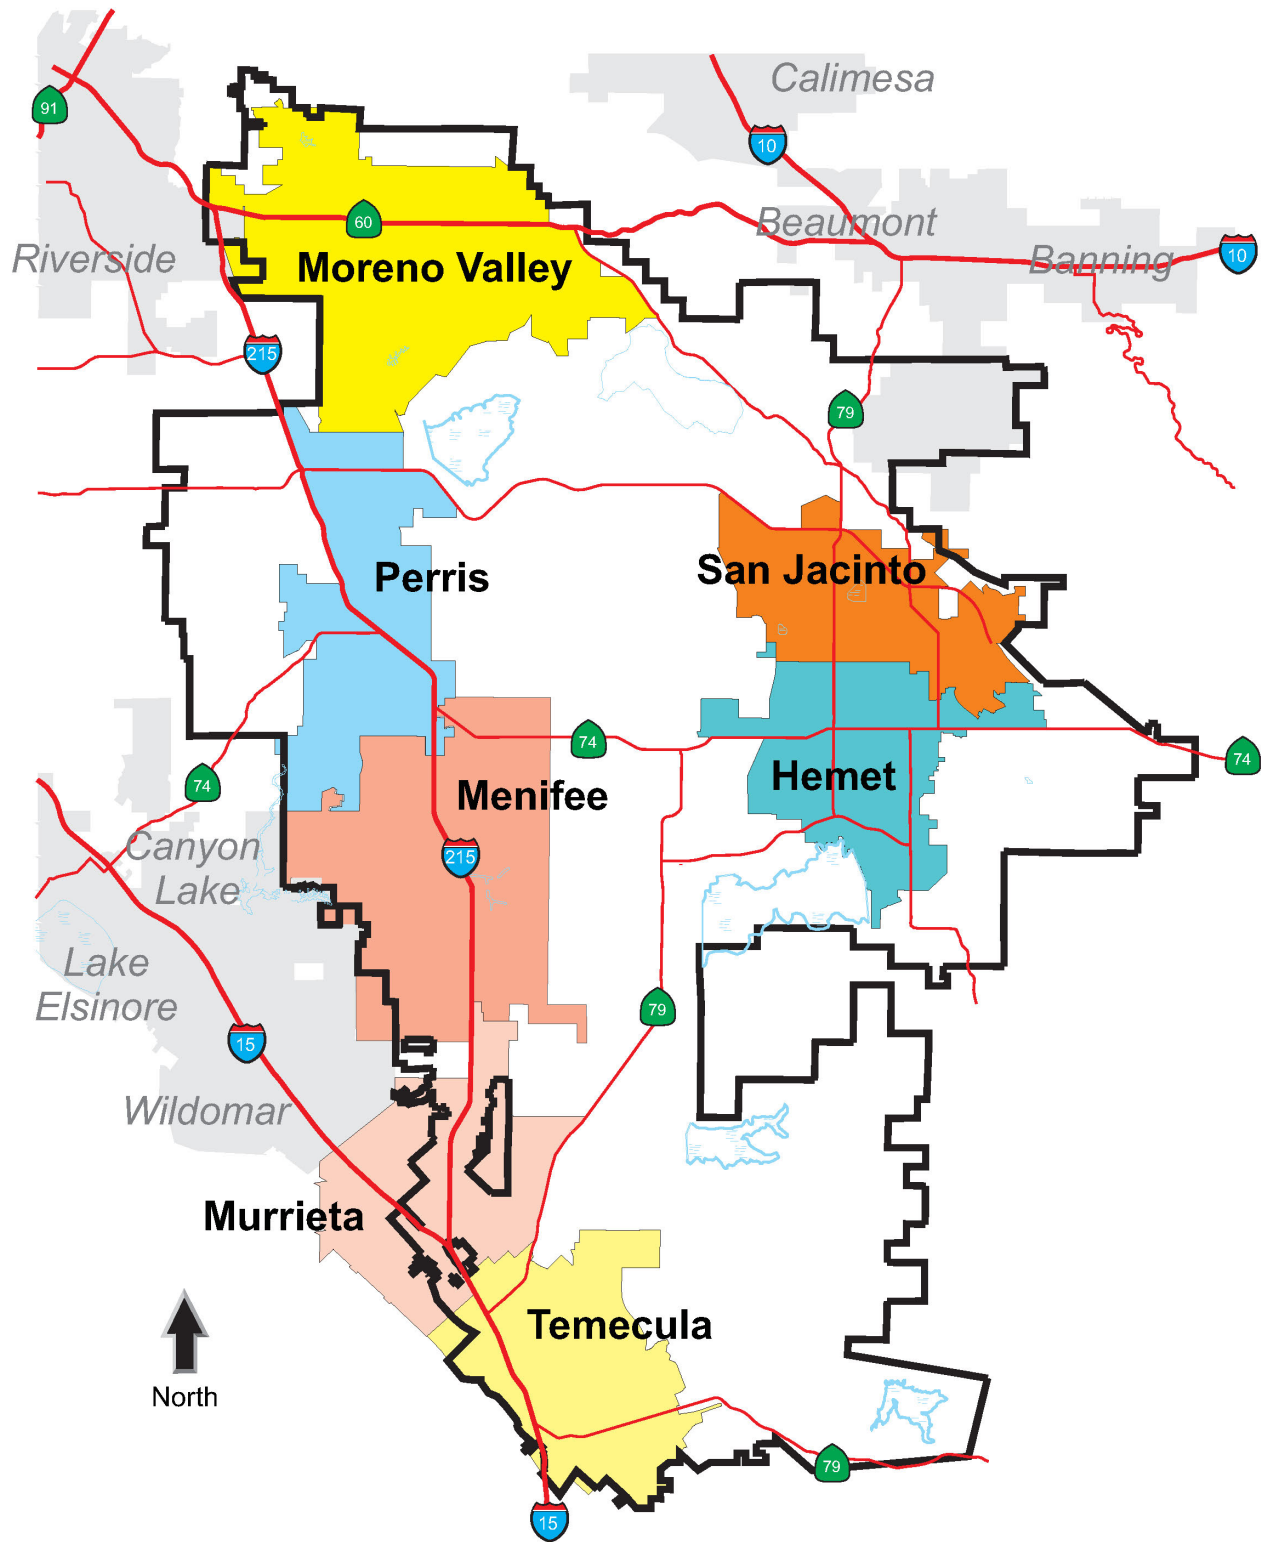 Calimesa
91
10
60
Beaumont
10
Riverside
Banning
Moreno Valley
215
79
San Jacinto
Perris
74
74
74
Hemet
Menifee
Canyon
Lake
215
Lake
Elsinore
79
15
Wildomar
Murrieta
Temecula
North
79
15